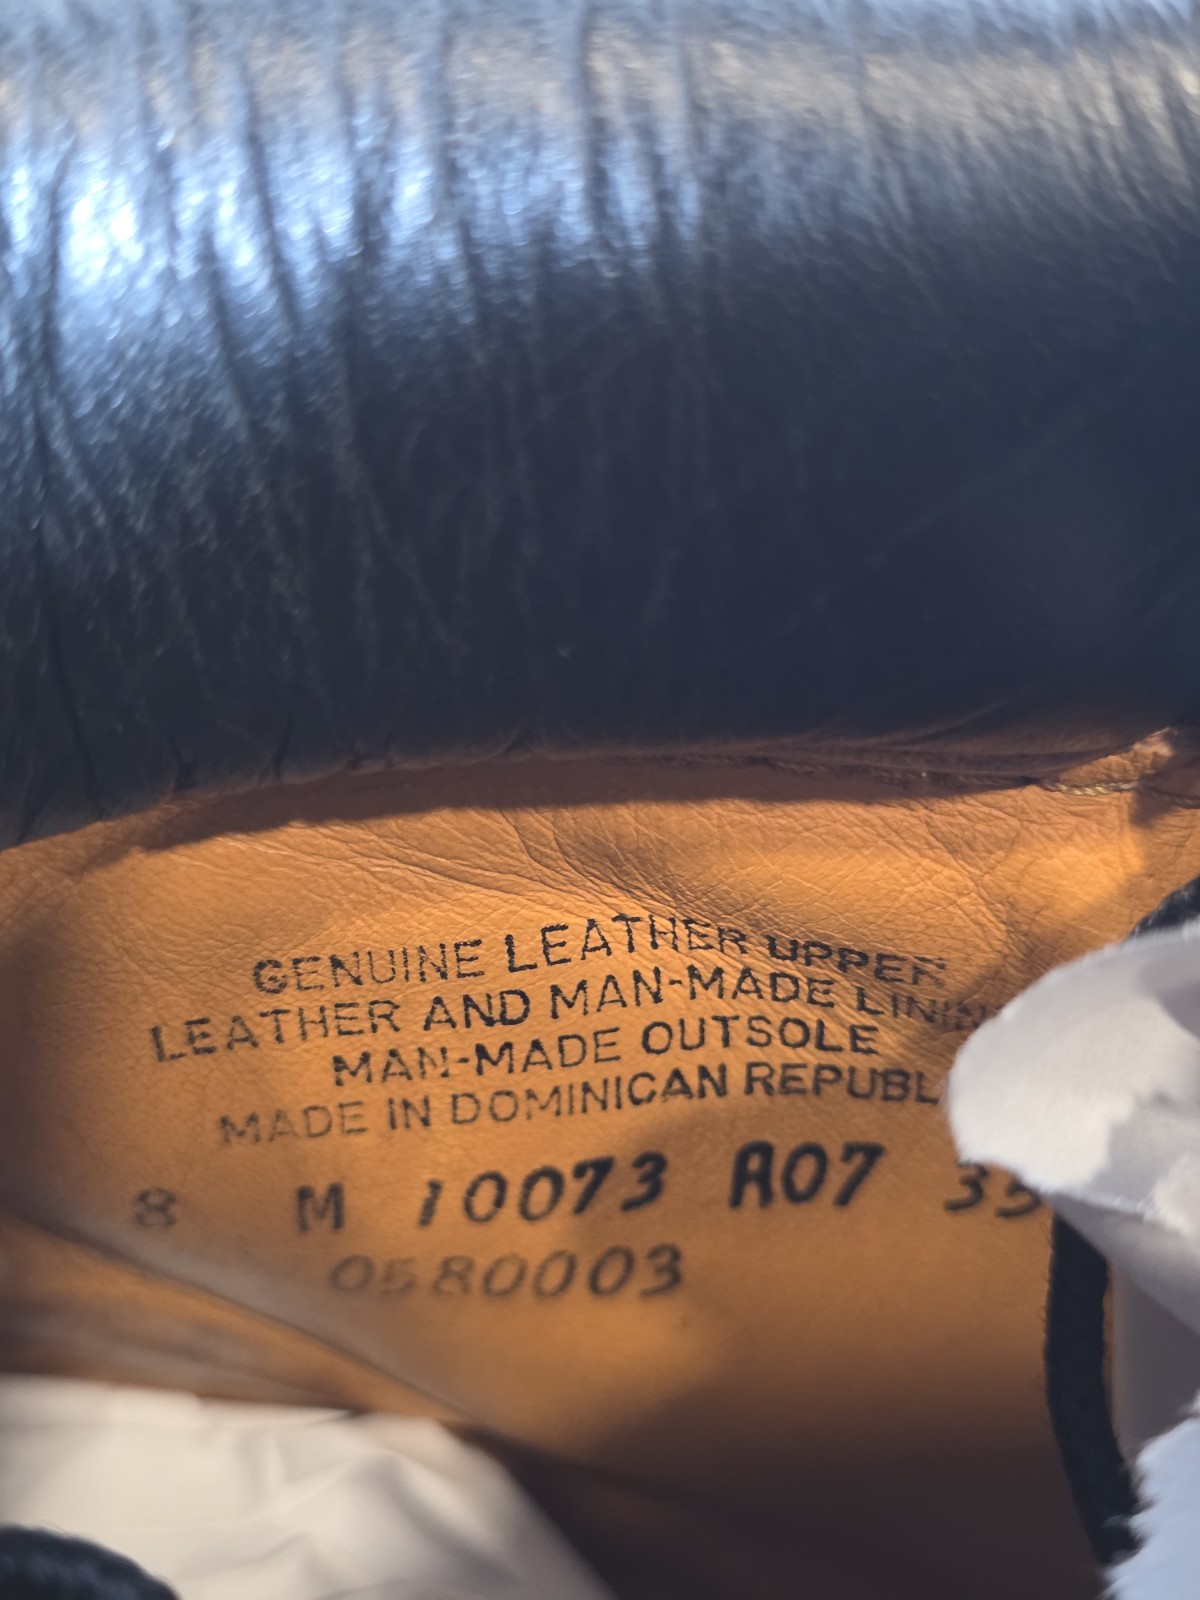 GENUINE LEATHER UPPER
LEATHER AND MAN-MADE
MAN-MADE OUTSOLE
MADE IN DOMINICAN
8 M 10073 A07
0580003